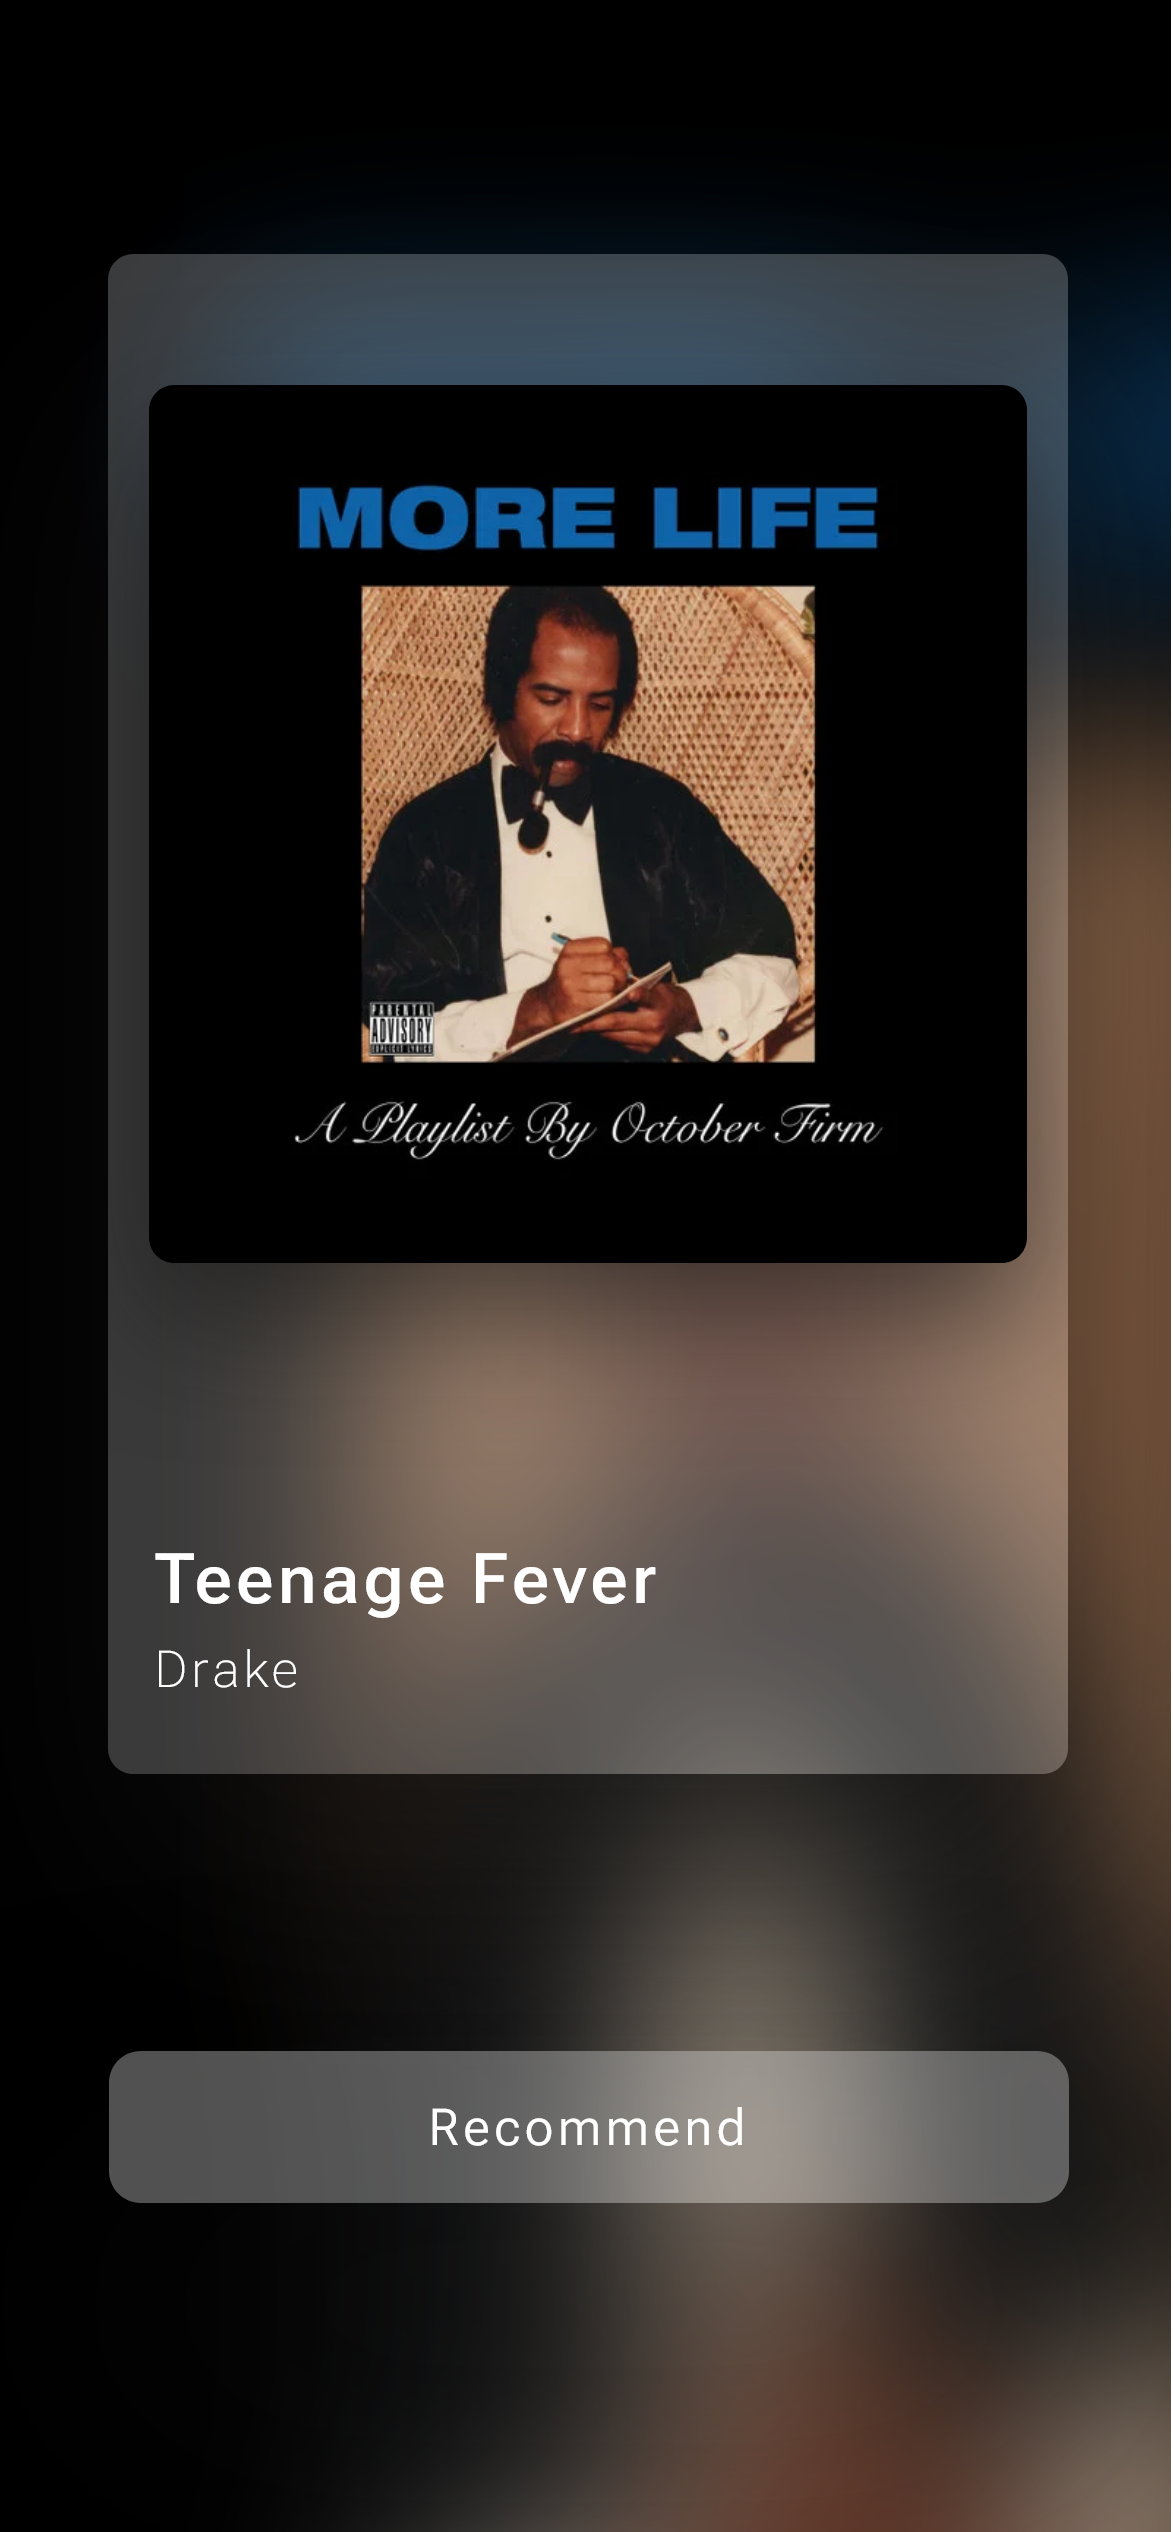 MORE LIFE
PARENTAL
ADVISORY
EXPLICIT LYRICS
A Playlist By October Firm
Teenage Fever
Drake
Recommend